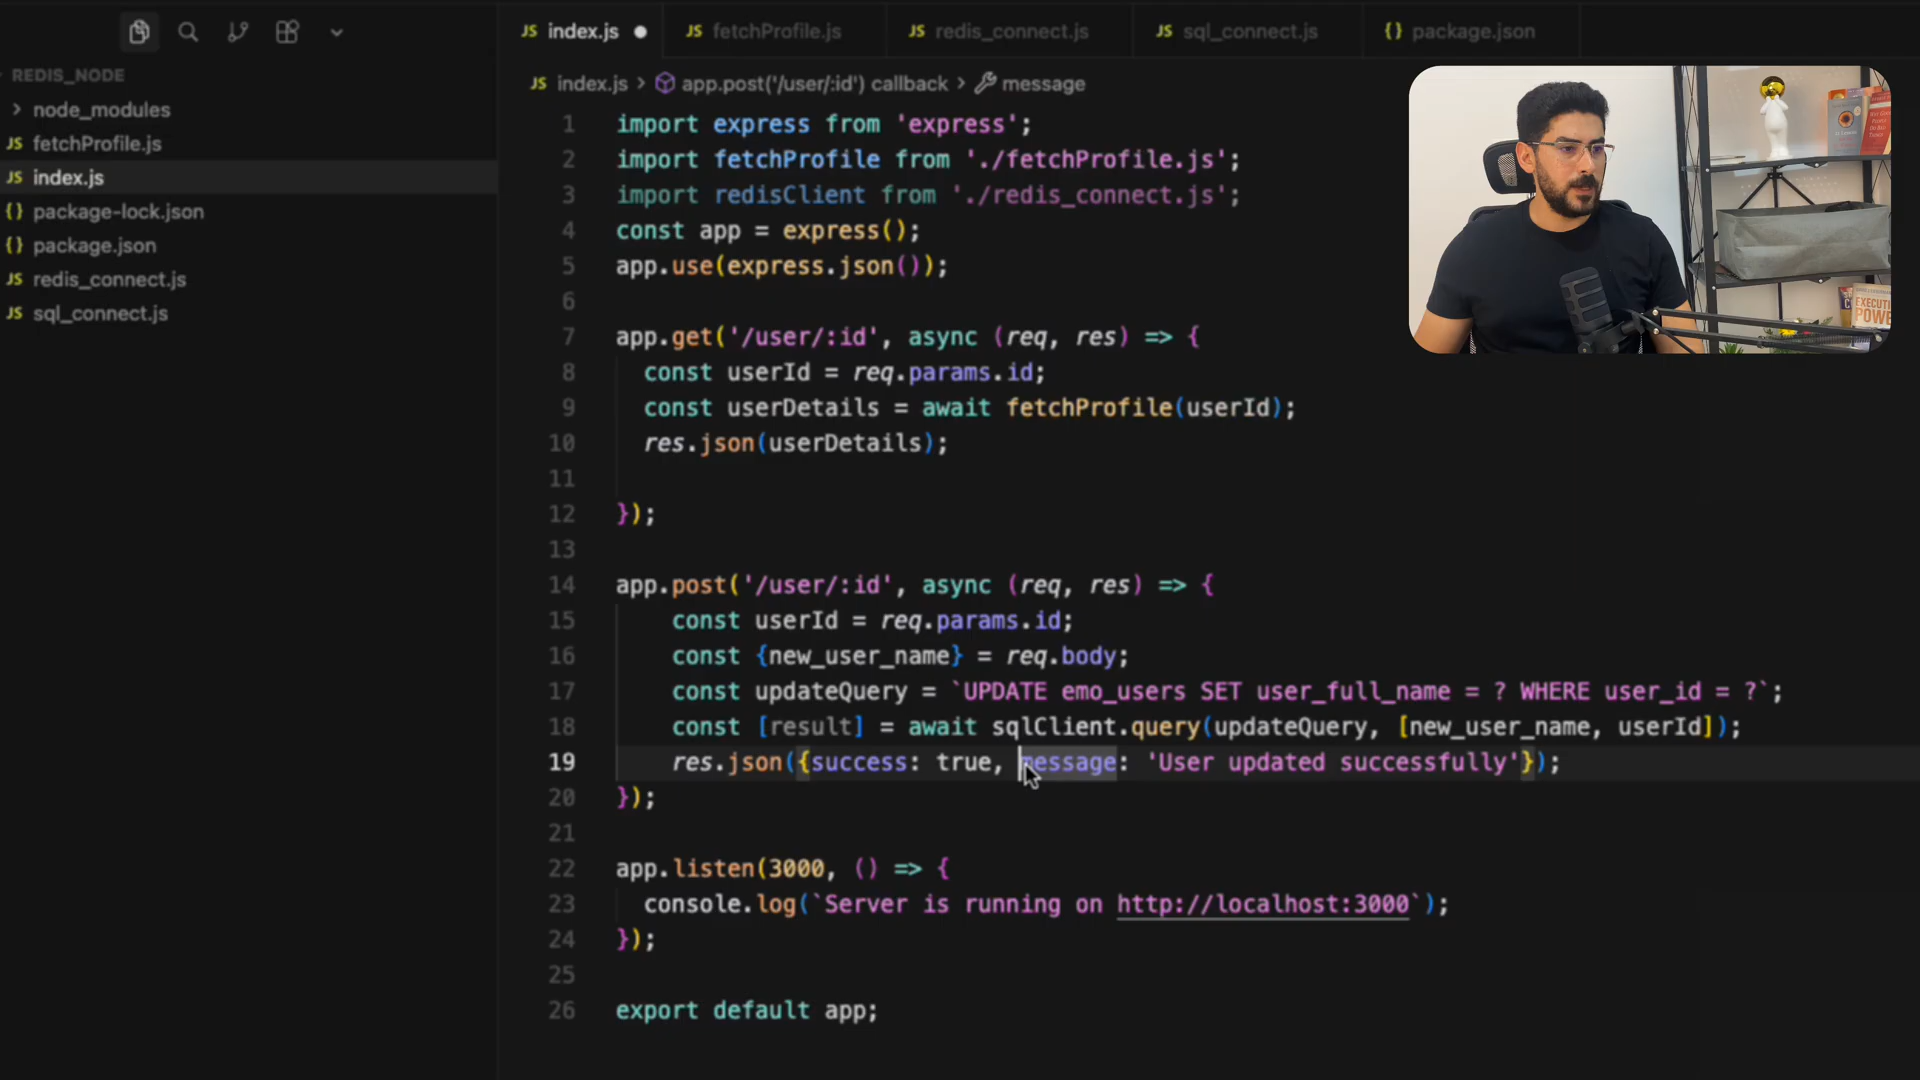 index.js
fetchProfile.js
redis_connect.js
sql_connect.js
package.json
REDIS_NODE
node_modules
fetchProfile.js
index.js
package-lock.json
package.json
redis_connect.js
sql_connect.js
index.js > app.post('/user/:id') callback > message
1 import express from 'express';
2 import fetchProfile from './fetchProfile.js';
3 import redisClient from './redis_connect.js';
4 const app = express();
5 app.use(express.json());
6
7 app.get('/user/:id', async (req, res) => {
8 const userId = req.params.id;
9 const userDetails = await fetchProfile(userId);
10 res.json(userDetails);
11
12 });
13
14 app.post('/user/:id', async (req, res) => {
15 const userId = req.params.id;
16 const {new_user_name} = req.body;
17 const updateQuery = `UPDATE emo_users SET user_full_name = ? WHERE user_id = ?`;
18 const [result] = await sqlClient.query(updateQuery, [new_user_name, userId]);
19 res.json({success: true, message: 'User updated successfully'});
20 });
21
22 app.listen(3000, () => {
23 console.log(`Server is running on http://localhost:3000`);
24 });
25
26 export default app;
EXECUTI
POWER